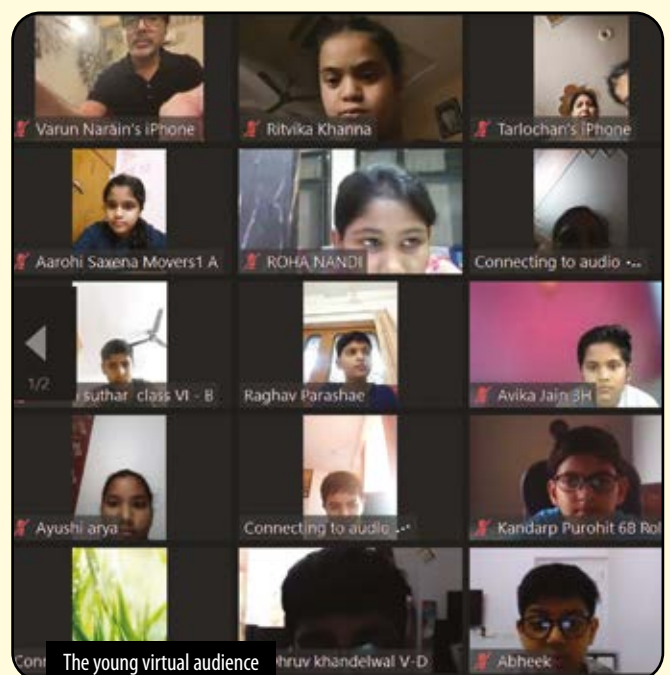 Varun Narain's iPhone
Ritvika Khanna
Tarlochan's iPhone
Aarohi Saxena Movers1 A
ROHA NANDI
Connecting to audio •..
1/2
suthar class VI - B
Raghav Parashae
Avika Jain 3H
Ayushi arya
Connecting to audio ..
Kandarp Purohit 6B Rol
Conn
The young virtual audience
hruv khandelwal V-D
Abheek